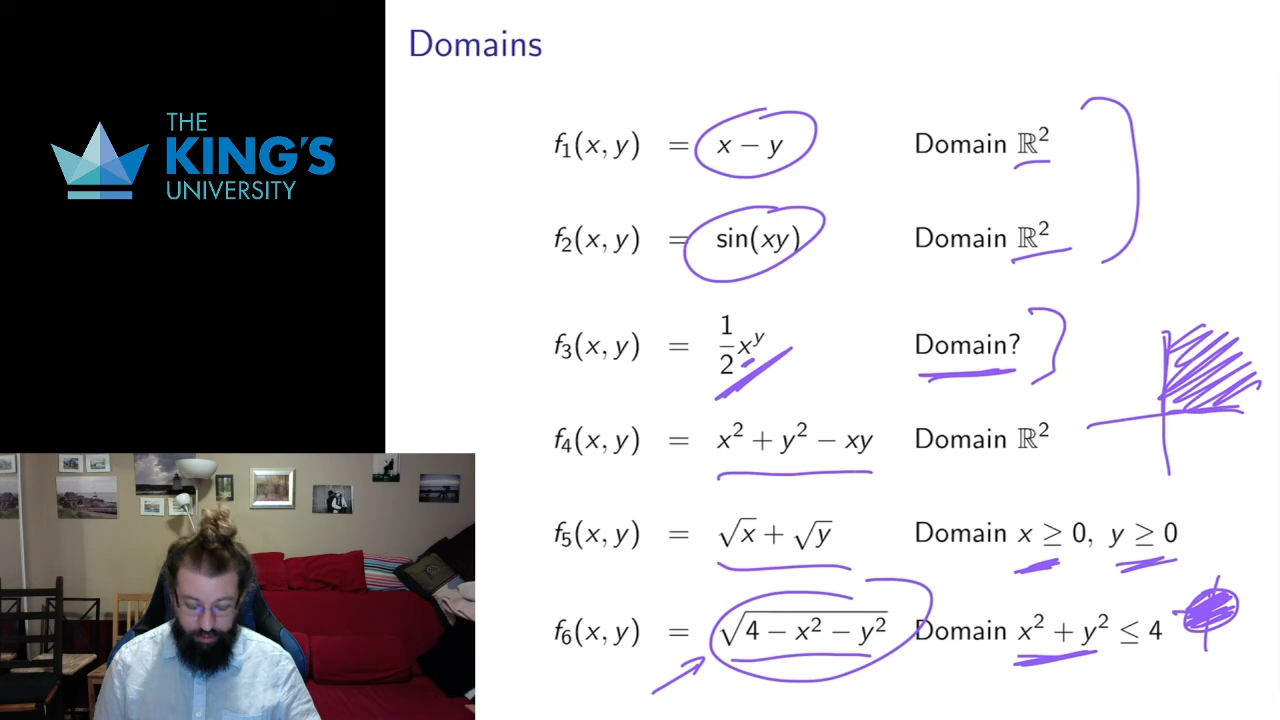 THE
KING'S
UNIVERSITY
Domains
f₁(x, y) = x − y Domain ℝ²
f₂(x, y) = sin(xy) Domain ℝ²
f₃(x, y) = 1/2 xʸ Domain?
f₄(x, y) = x² + y² − xy Domain ℝ²
f₅(x, y) = √x + √y Domain x ≥ 0, y ≥ 0
f₆(x, y) = √(4 − x² − y²) Domain x² + y² ≤ 4